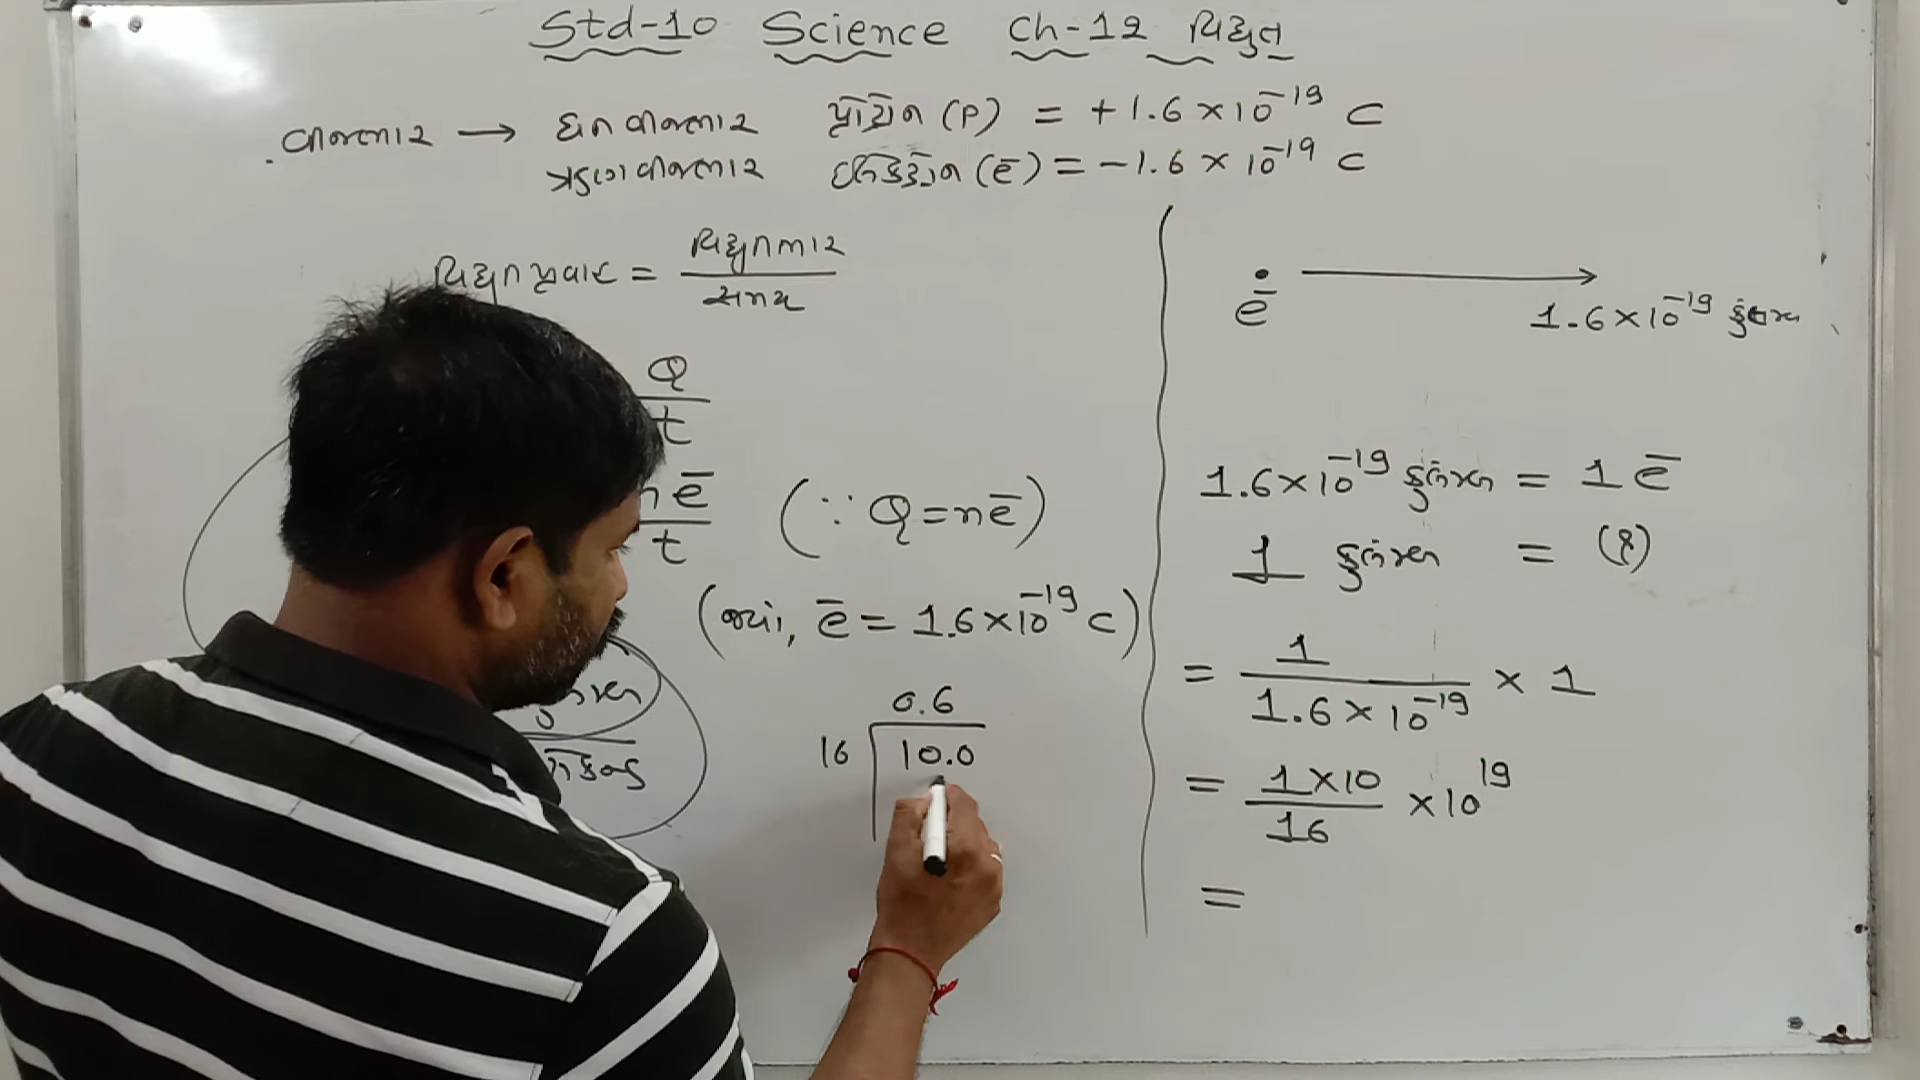 Std-10 Science Ch-12 વિદ્યુત
વીજભાર → ધન વીજભાર પ્રોટોન (P) = +1.6 × 10⁻¹⁹ C
ઋણ વીજભાર ઈલેક્ટ્રોન (e̅) = −1.6 × 10⁻¹⁹ C
વિદ્યુતપ્રવાહ = વિદ્યુતભાર
સમય
Q
t
ne̅
t
(∵ Q = ne̅)
(જ્યાં, e̅ = 1.6 × 10⁻¹⁹ C)
0.6
16 10.0
e̅ → 1.6 × 10⁻¹⁹ કુલંબ
1.6 × 10⁻¹⁹ કુલંબ = 1 e̅
1 કુલંબ = (?)
= 1
1.6 × 10⁻¹⁹ × 1
= 1 × 10
16 × 10¹⁹
=